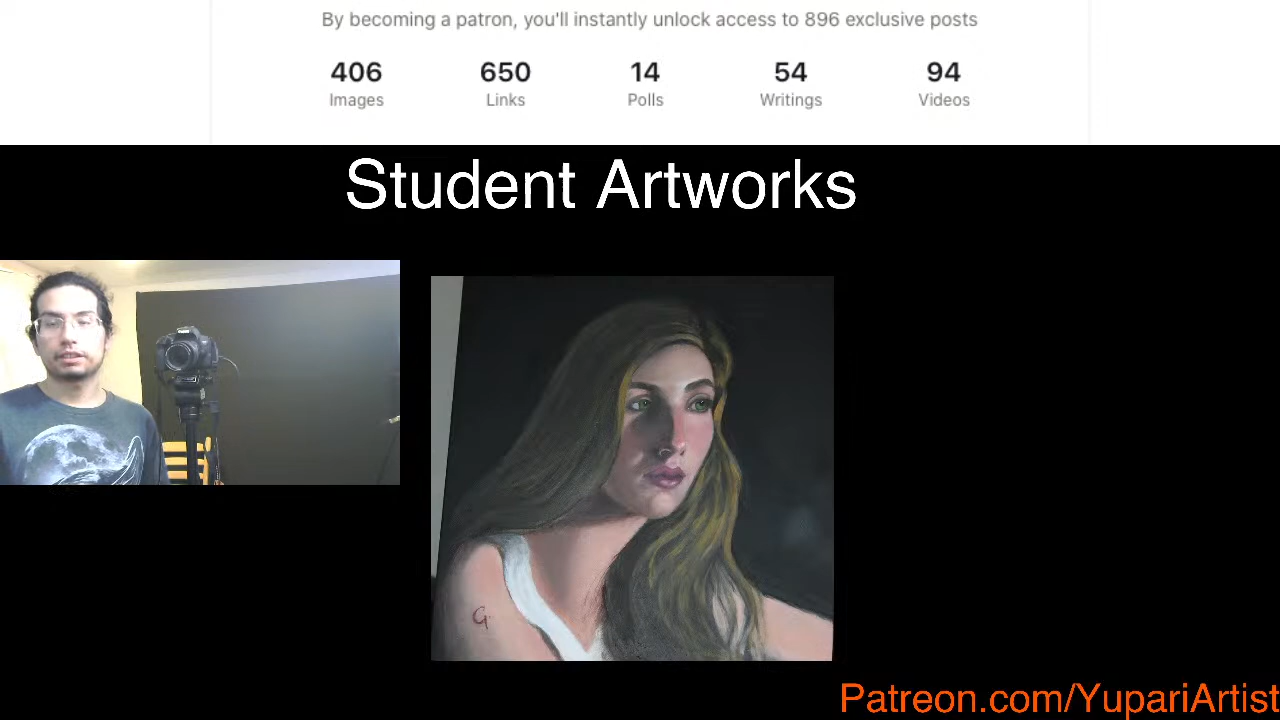 By becoming a patron, you'll instantly unlock access to 896 exclusive posts
406 650 14 54 94
Images Links Polls Writings Videos
Student Artworks
G.
Patreon.com/YupariArtist